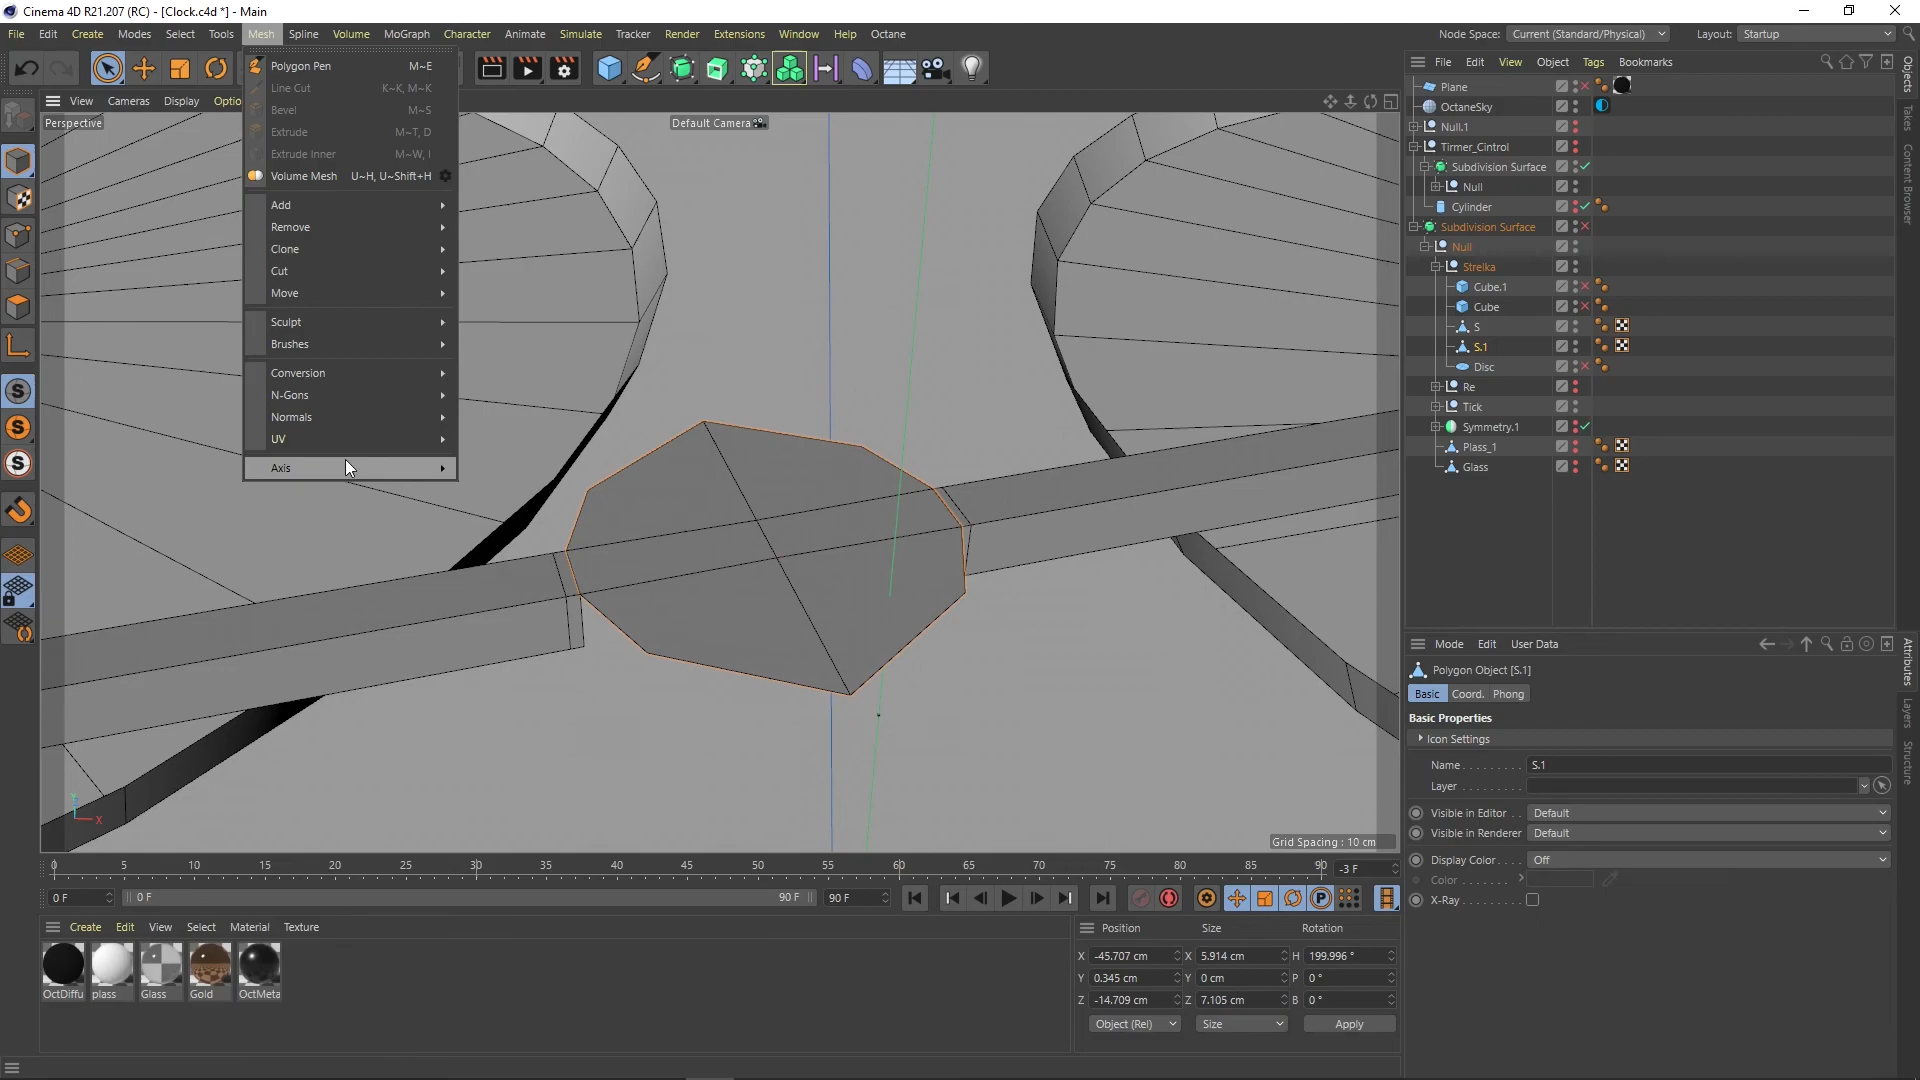 Cinema 4D R21.207 (RC) - [Clock.c4d *] - Main
File Edit Create Modes Select Tools Mesh Spline Volume MoGraph Character Simulate Tracker Render Extensions Window Help Octane
Node Space: Current (Standard/Physical) Layout: Startup
Polygon Pen M~E
Line Cut K~K, M~K
Bevel M~S
Extrude M~T, D
Extrude Inner M~W, I
Volume Mesh U~H, U~Shift+H
Add
Remove
Clone
Cut
Move
Sculpt
Brushes
Conversion
N-Gons
Normals
UV
Axis
View Cameras Display Optio
Perspective
Default Camera
Grid Spacing : 10 cm
Y
X
File Edit View Object Tags Bookmarks
Plane
OctaneSky
Null.1
Tirmer_Cintrol
Subdivision Surface
Null
Cylinder
Subdivision Surface
Null
Strelka
Cube.1
Cube
S
S.1
Disc
Re
Tick
Symmetry.1
Plass_1
Glass
Objects
Takes
Content Browser
Mode Edit User Data
Polygon Object [S.1]
Basic Coord. Phong
Basic Properties
Icon Settings
Name S.1
Layer
Visible in Editor Default
Visible in Renderer Default
Display Color Off
Color
X-Ray
Attributes
Layers
Structure
0 5 10 15 20 25 30 35 40 45 50 55 60 65 70 75 80 85 90 -3 F
0 F 0 F 90 F 90 F
Create Edit View Select Material Texture
OctDiffu plass Glass Gold OctMeta
Position Size Rotation
X -45.707 cm X 5.914 cm H 199.996 °
Y 0.345 cm Y 0 cm P 0 °
Z -14.709 cm Z 7.105 cm B 0 °
Object (Rel) Size Apply